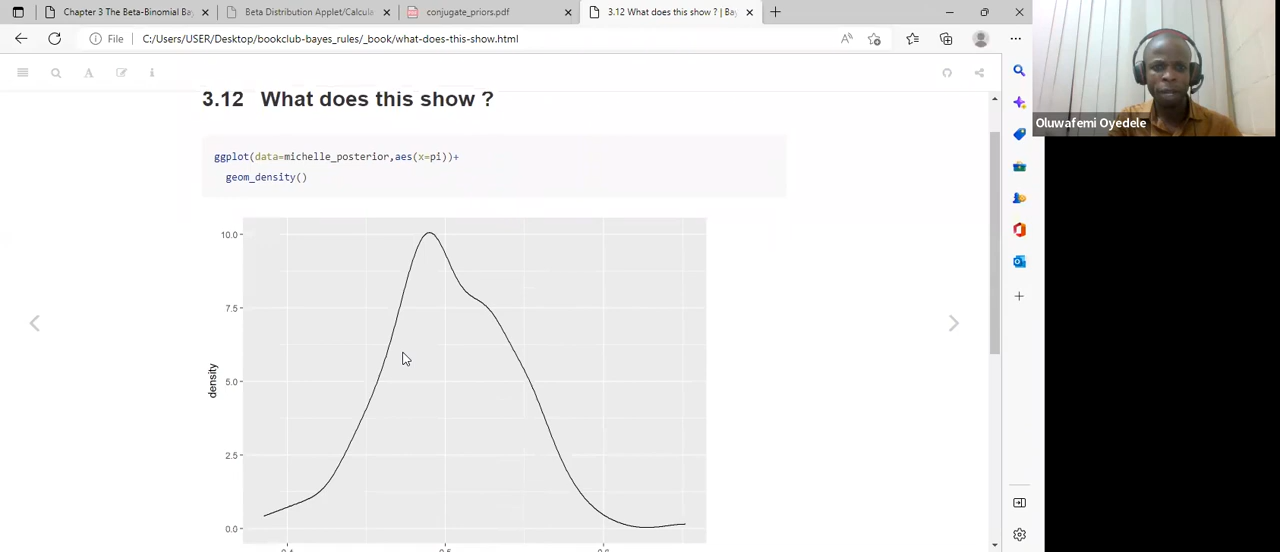 Chapter 3 The Beta-Binomial Ba
Beta Distribution Applet/Calcula
conjugate_priors.pdf
3.12 What does this show ? | Ba
File
C:/Users/USER/Desktop/bookclub-bayes_rules/_book/what-does-this-show.html
Oluwafemi Oyedele
3.12 What does this show ?
ggplot(data=michelle_posterior,aes(x=pi))+
geom_density()
10.0
7.5
density
5.0
2.5
0.0